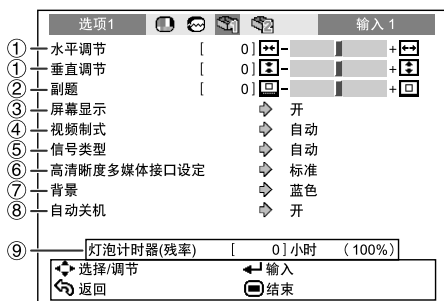 选项1 输入 1
① 水平调节 [ 0] - +
① 垂直调节 [ 0] - +
② 副题 [ 0] - +
③ 屏幕显示 开
④ 视频制式 自动
⑤ 信号类型 自动
⑥ 高清晰度多媒体接口设定 标准
⑦ 背景 蓝色
⑧ 自动关机 开
⑨ 灯泡计时器(残率) [ 0]小时 (100%)
选择/调节 输入
返回 结束